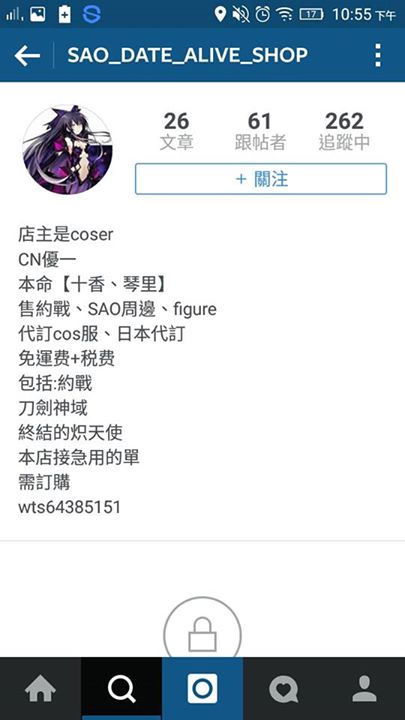 17 10:55 下午
SAO_DATE_ALIVE_SHOP
26 61 262
文章 跟帖者 追蹤中
+ 關注
店主是coser
CN優一
本命【十香、琴里】
售約戰、SAO周邊、figure
代訂cos服、日本代訂
免運费+税费
包括:約戰
刀劍神域
終結的炽天使
本店接急用的單
需訂購
wts64385151